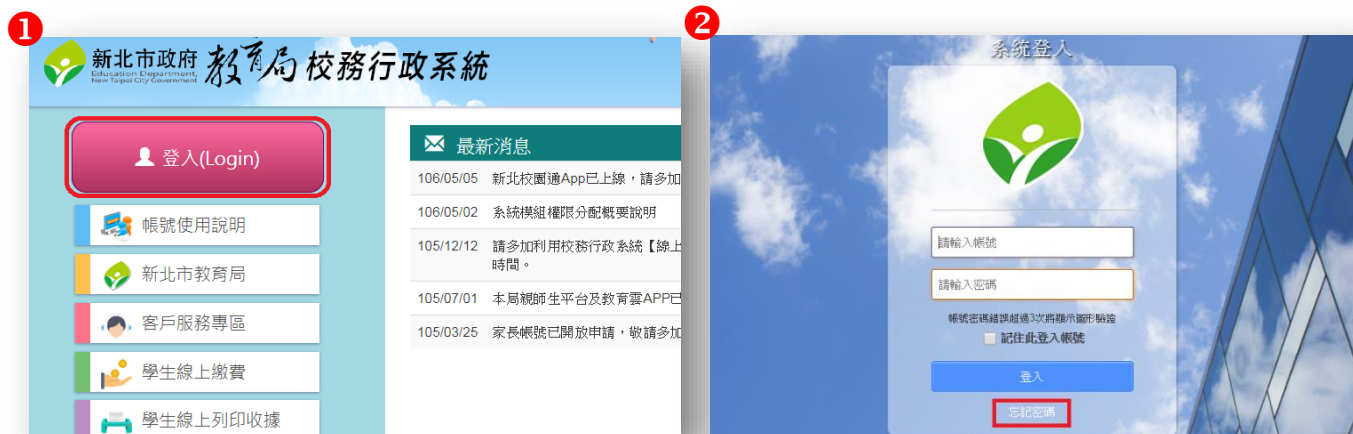 1
新北市政府 教育局 校務行政系統
Education Department,
New Taipei City Government
登入(Login)
帳號使用說明
新北市教育局
客戶服務專區
學生線上繳費
學生線上列印收據
最新消息
106/05/05 新北校園通App已上線，請多加
106/05/02 系統模組權限分配概要說明
105/12/12 請多加利用校務行政系統【線上
時間。
105/07/01 本局親師生平台及教育雲APP已
105/03/25 家長帳號已開放申請，敬請多加
2
系統登入
請輸入帳號
請輸入密碼
帳號密碼錯誤超過3次將顯示圖形驗證
記住此登入帳號
登入
忘記密碼